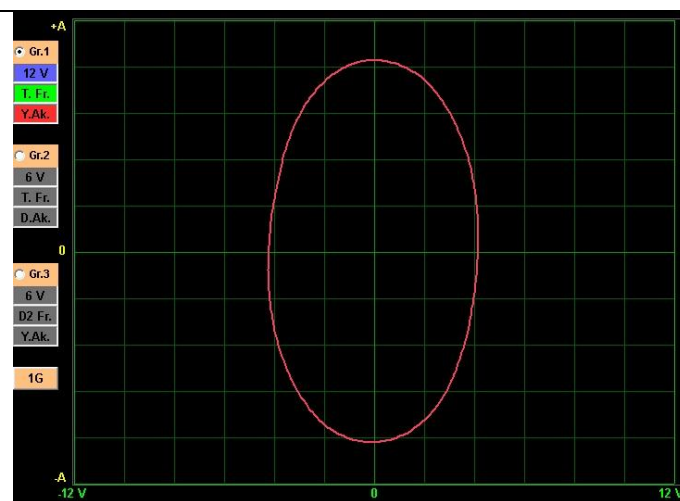 +A
Gr.1
12 V
T. Fr.
Y.Ak.
Gr.2
6 V
T. Fr.
D.Ak.
0
Gr.3
6 V
D2 Fr.
Y.Ak.
1G
-A
-12 V 0 12 V